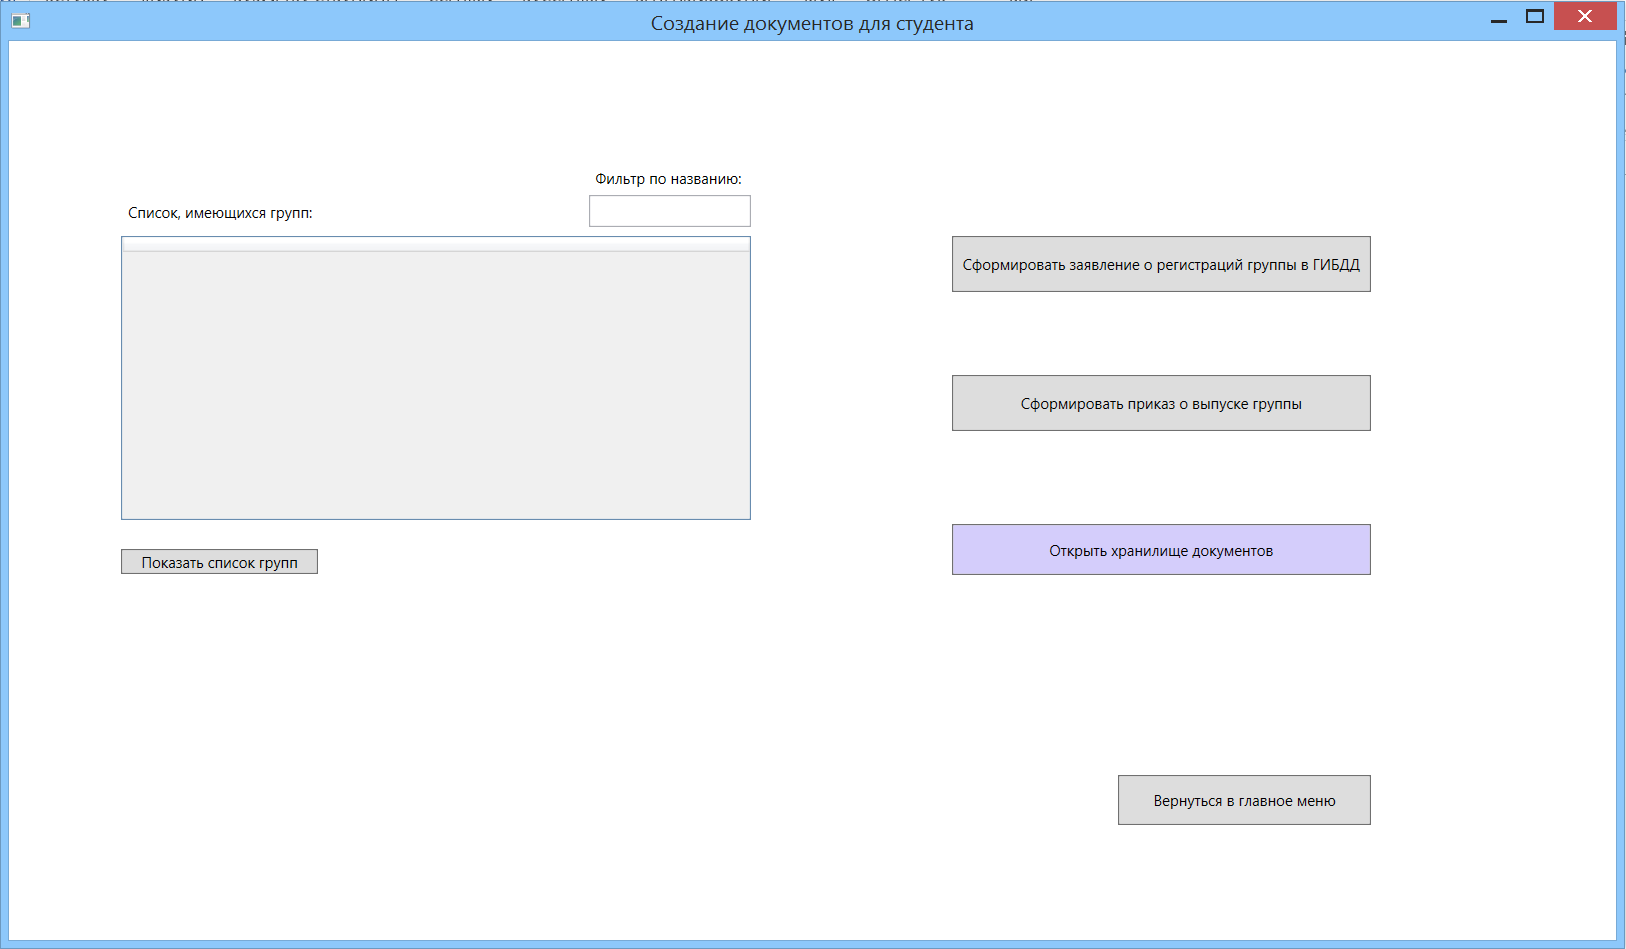 Создание документов для студента
Фильтр по названию:
Список, имеющихся групп:
Сформировать заявление о регистраций группы в ГИБДД
Сформировать приказ о выпуске группы
Открыть хранилище документов
Показать список групп
Вернуться в главное меню